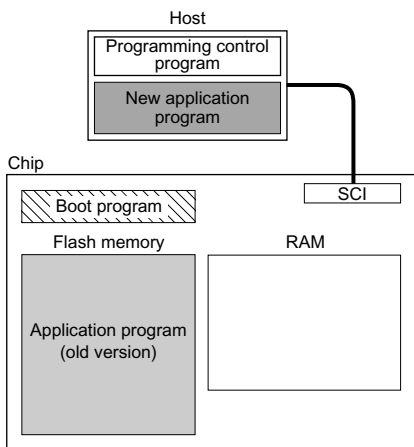 Host
Programming control
program
New application
program
Chip
SCI
Boot program
Flash memory
RAM
Application program
(old version)